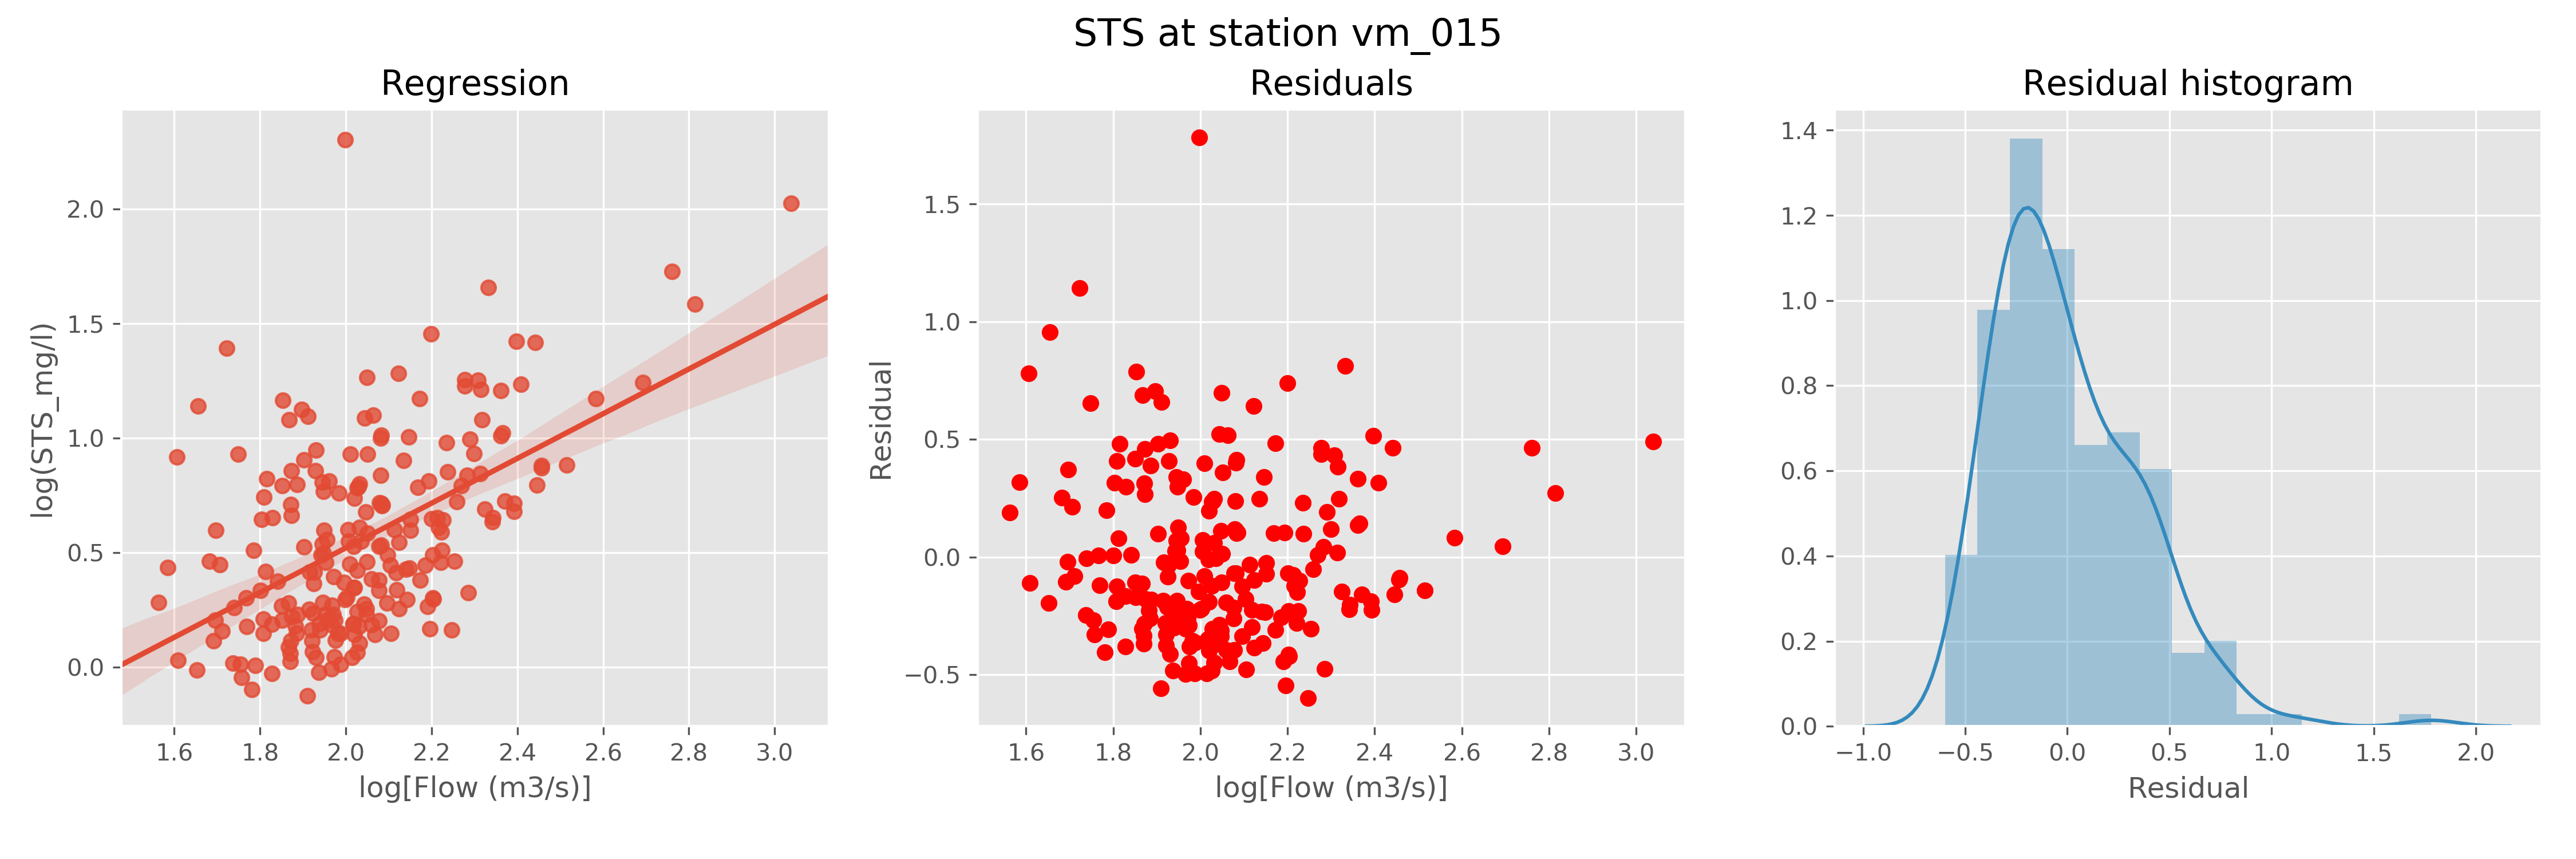 STS at station vm_015
Regression
2.0
1.5
1.0
0.5
0.0
log(STS_mg/l)
1.6 1.8 2.0 2.2 2.4 2.6 2.8 3.0
log[Flow (m3/s)]
Residuals
1.5
1.0
0.5
0.0
−0.5
Residual
1.6 1.8 2.0 2.2 2.4 2.6 2.8 3.0
log[Flow (m3/s)]
Residual histogram
1.4
1.2
1.0
0.8
0.6
0.4
0.2
0.0
−1.0 −0.5 0.0 0.5 1.0 1.5 2.0
Residual